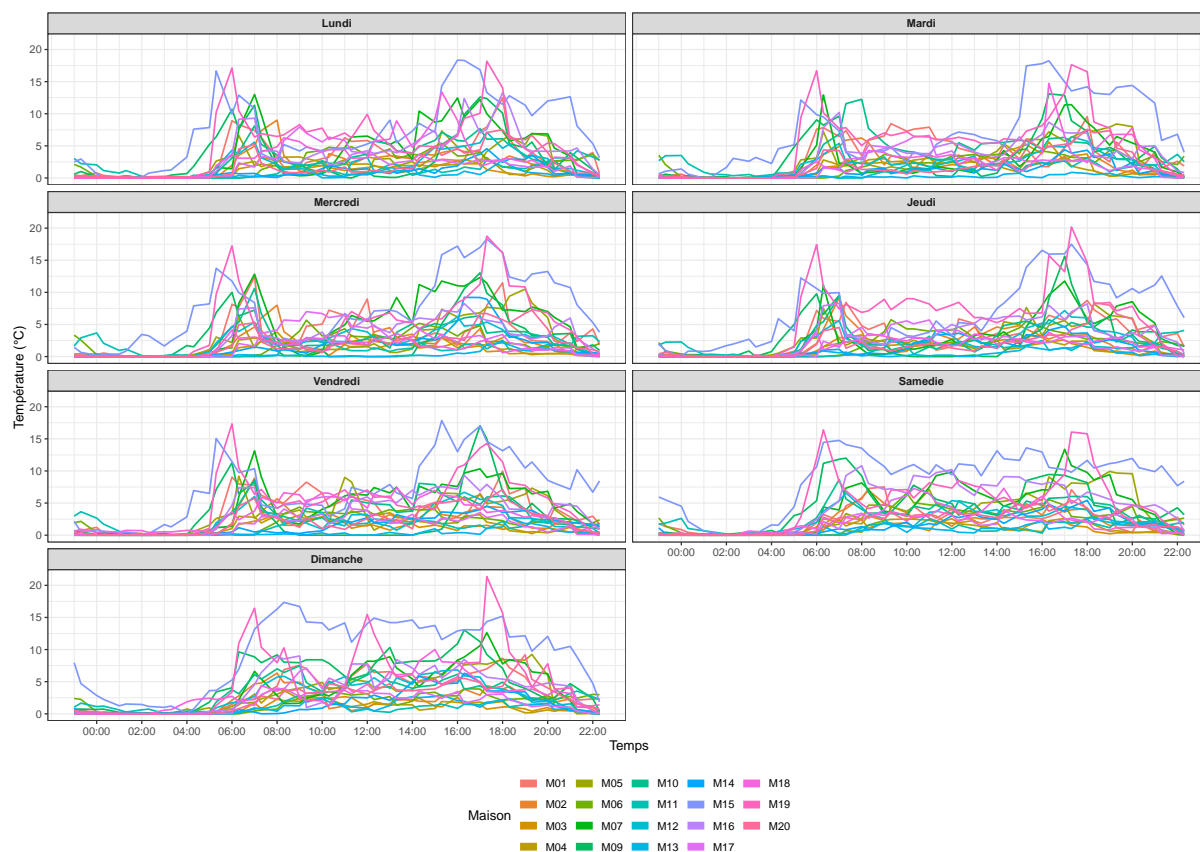 Lundi
Mardi
20
15
10
5
0
Mercredi
Jeudi
20
15
10
5
0
Vendredi
Samedie
20
15
10
5
0
00:00 02:00 04:00 06:00 08:00 10:00 12:00 14:00 16:00 18:00 20:00 22:00
Dimanche
20
15
10
5
0
00:00 02:00 04:00 06:00 08:00 10:00 12:00 14:00 16:00 18:00 20:00 22:00
Tempérture (°C)
Temps
Maison
M01 M05 M10 M14 M18
M02 M06 M11 M15 M19
M03 M07 M12 M16 M20
M04 M09 M13 M17